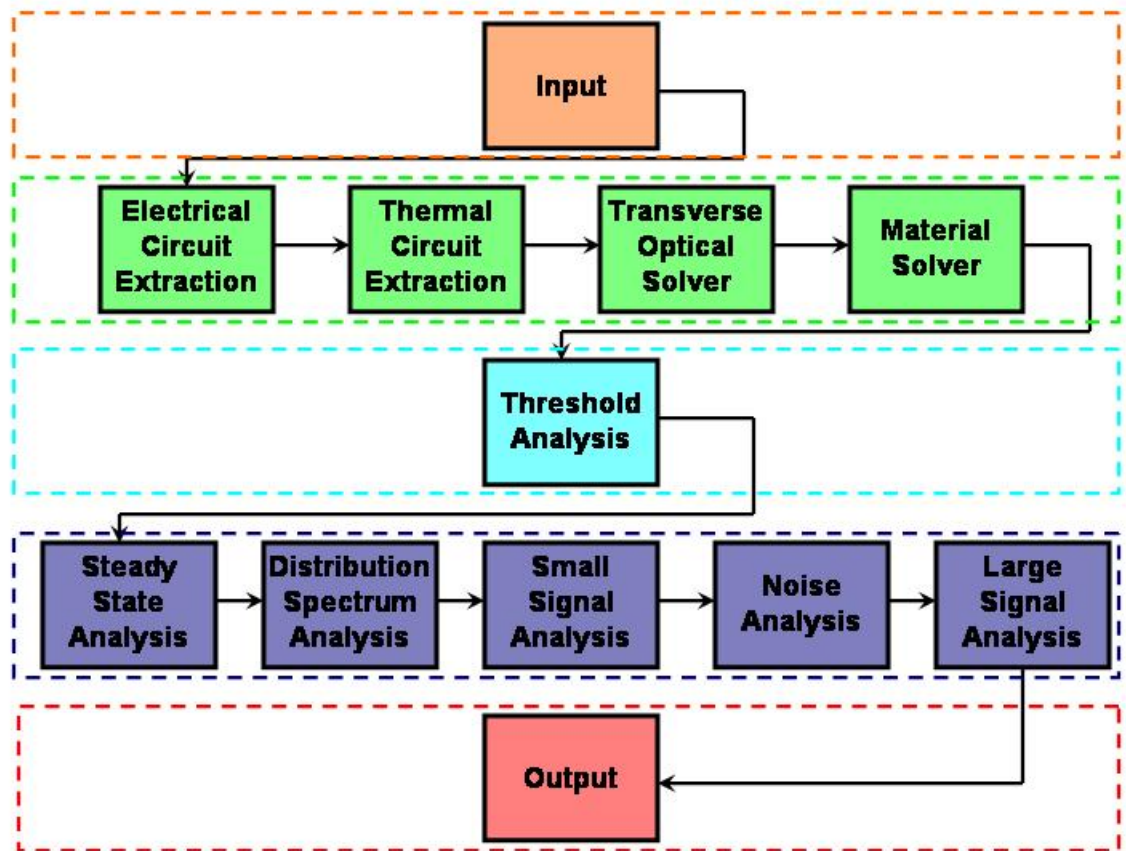 Input
Electrical
Circuit
Extraction
Thermal
Circuit
Extraction
Transverse
Optical
Solver
Material
Solver
Threshold
Analysis
Steady
State
Analysis
Distribution
Spectrum
Analysis
Small
Signal
Analysis
Noise
Analysis
Large
Signal
Analysis
Output